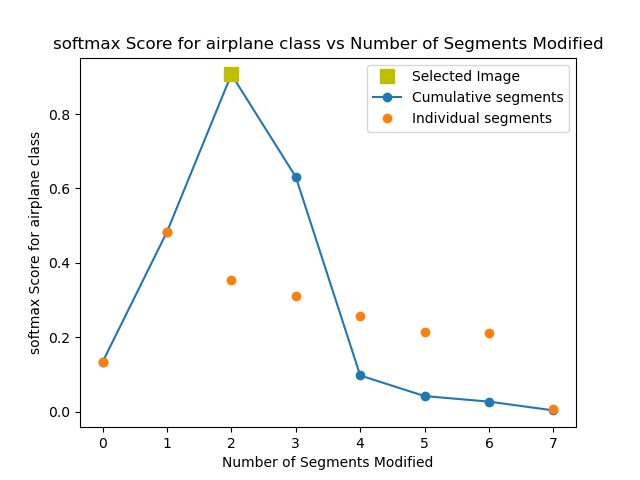 softmax Score for airplane class vs Number of Segments Modified
Selected Image
Cumulative segments
Individual segments
softmax Score for airplane class
0.8
0.6
0.4
0.2
0.0
0 1 2 3 4 5 6 7
Number of Segments Modified